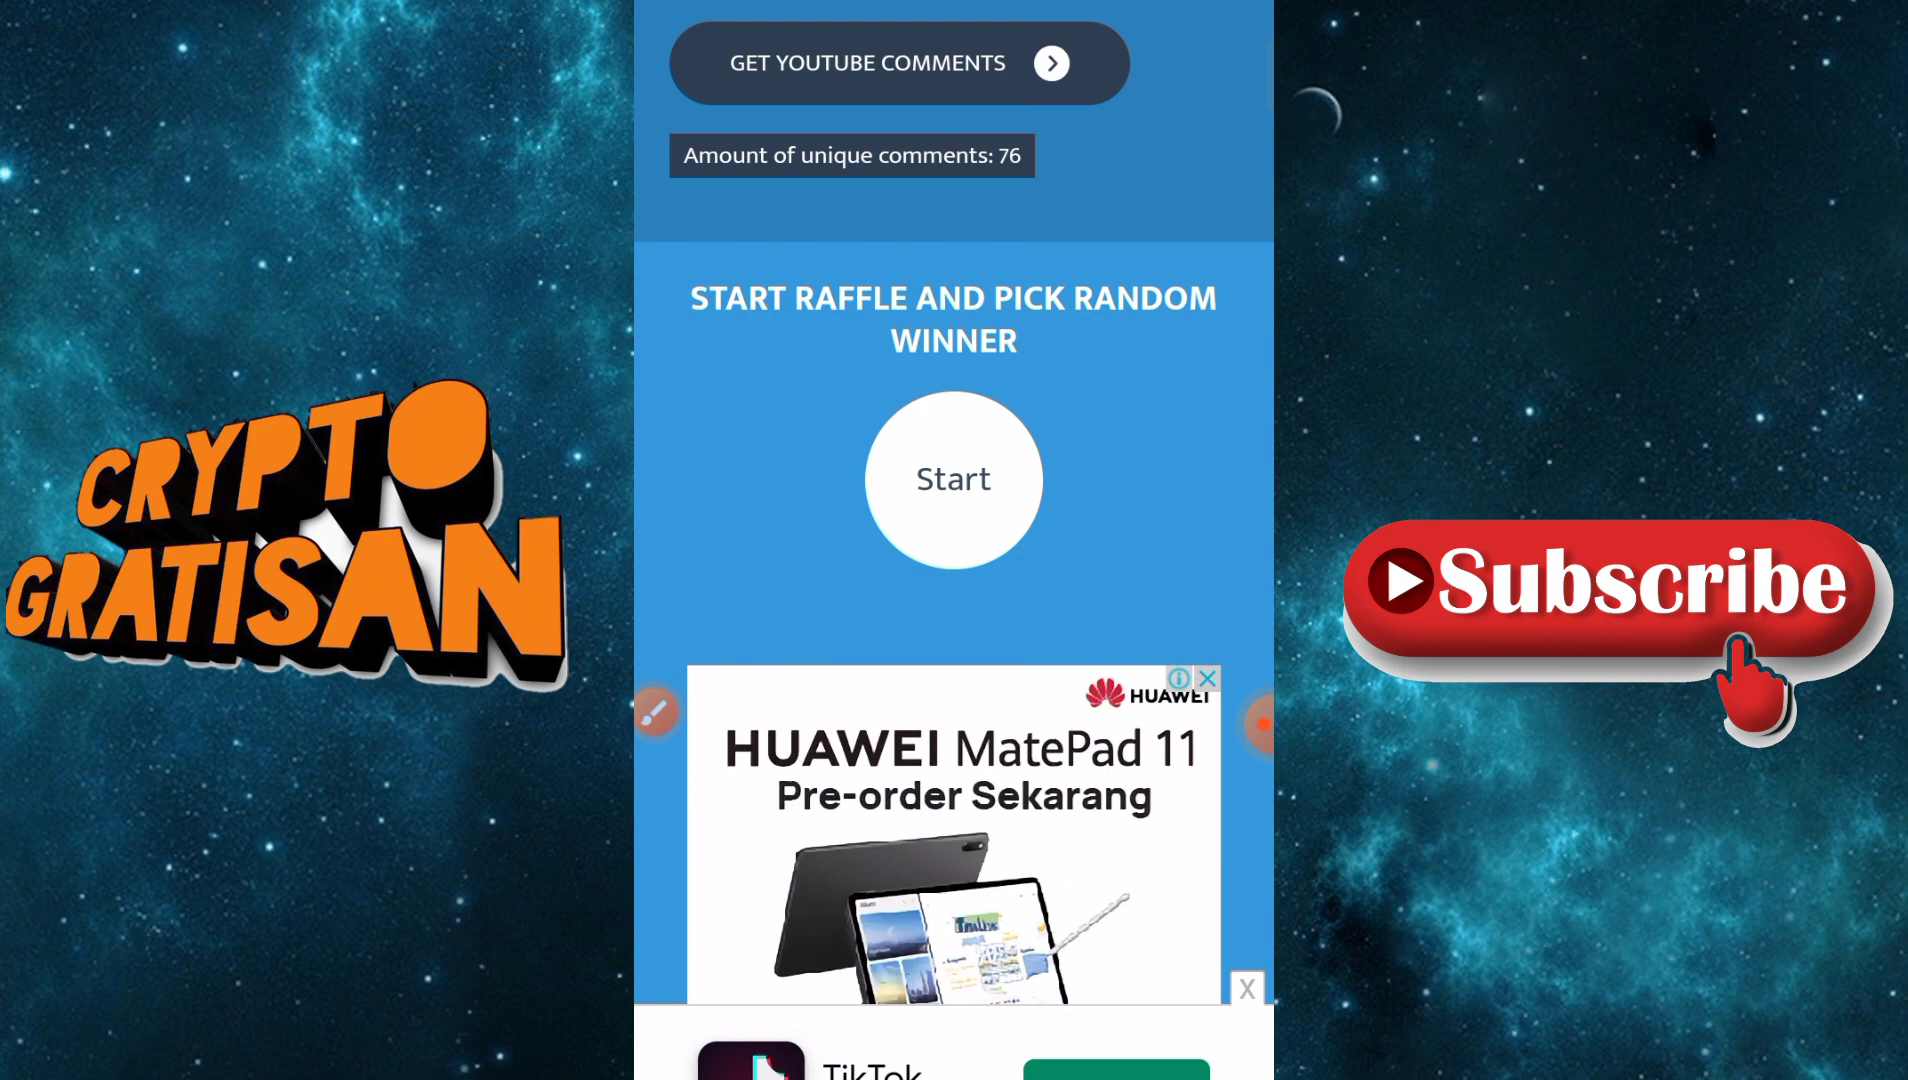 GET YOUTUBE COMMENTS
Amount of unique comments: 76
START RAFFLE AND PICK RANDOM
WINNER
Start
CRYPTO
GRATISAN
Subscribe
HUAWEI
HUAWEI MatePad 11
Pre-order Sekarang
X
TikTok